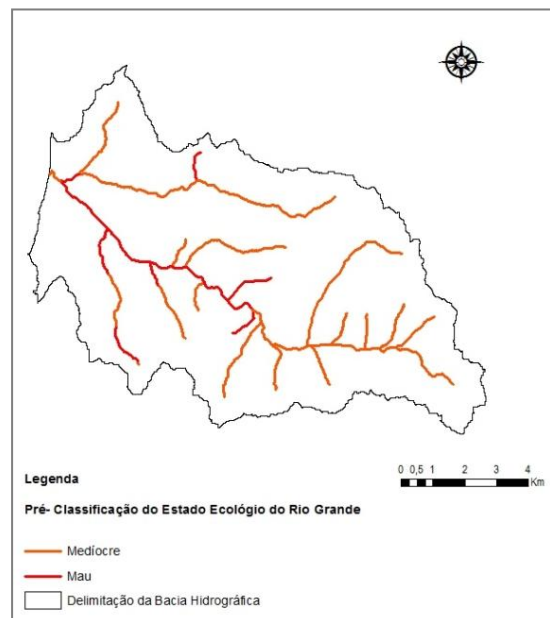 Legenda
0 0,5 1 2 3 4
Km
Pré- Classificação do Estado Ecológio do Rio Grande
Medíocre
Mau
Delimitação da Bacia Hidrográfica